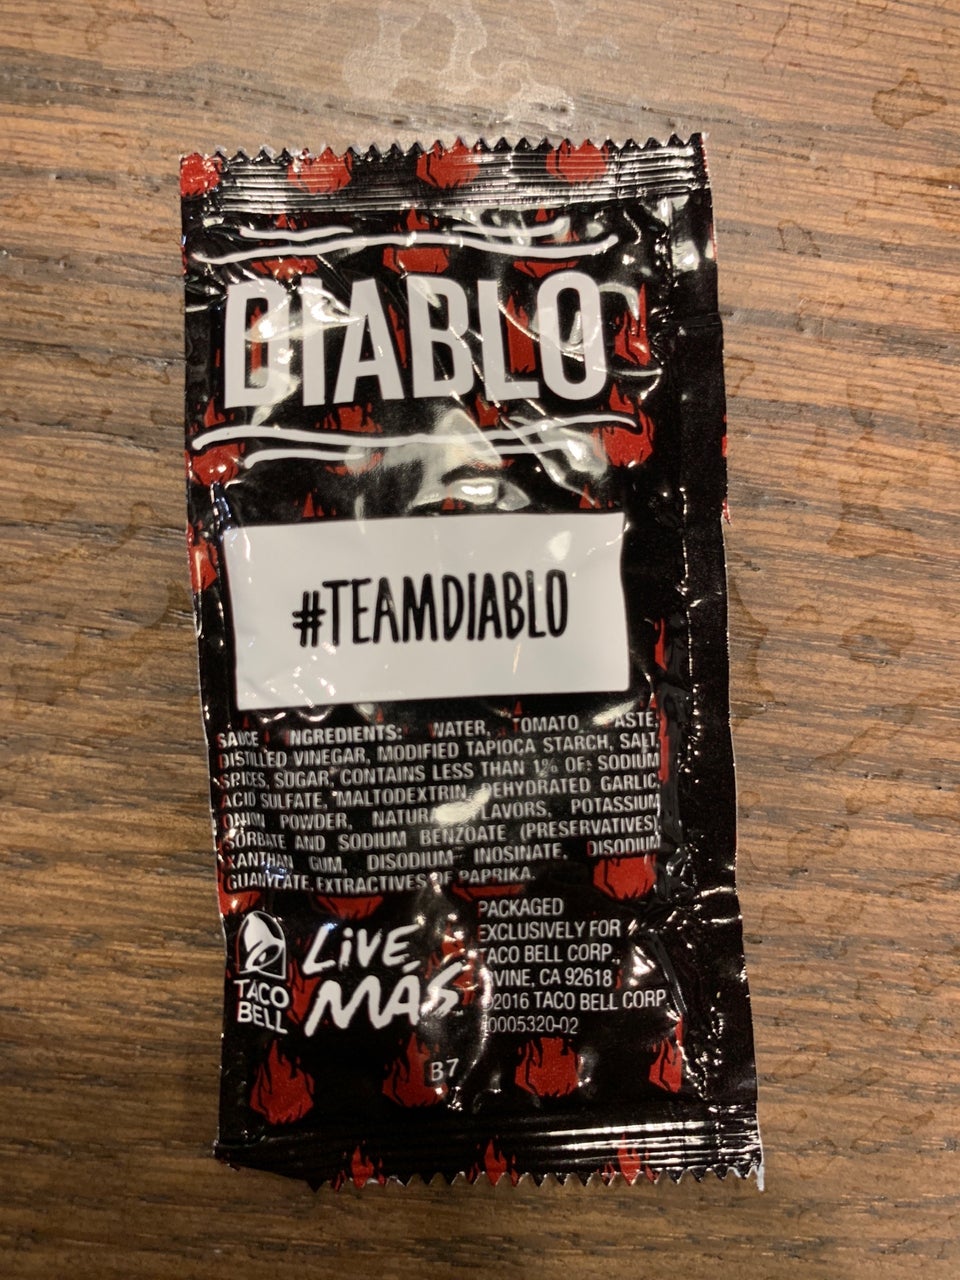 DIABLO
#TEAMDIABLO
SAUCE INGREDIENTS: WATER, TOMATO PASTE,
DISTILLED VINEGAR, MODIFIED TAPIOCA STARCH, SALT,
SPICES, SUGAR, CONTAINS LESS THAN 1% OF: SODIUM
ACID SULFATE, MALTODEXTRIN, DEHYDRATED GARLIC,
ONION POWDER, NATURAL FLAVORS, POTASSIUM
SORBATE AND SODIUM BENZOATE (PRESERVATIVES)
XANTHAN GUM, DISODIUM INOSINATE, DISODIUM
GUANYLATE, EXTRACTIVES OF PAPRIKA.
TACO
BELL
LiVE
MÁS™
PACKAGED
EXCLUSIVELY FOR
TACO BELL CORP.,
IRVINE, CA 92618
©2016 TACO BELL CORP.
0005320-02
B7